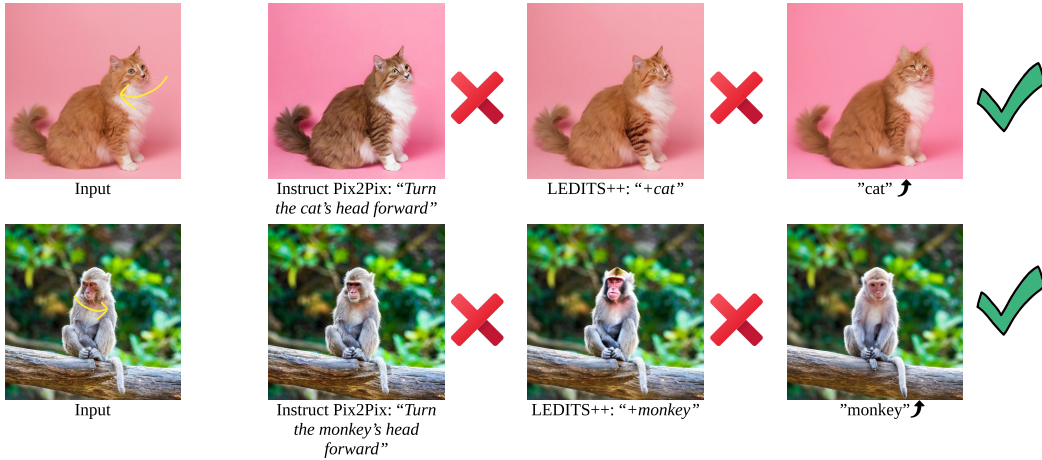 Input
Instruct Pix2Pix: “Turn
the cat’s head forward”
LEDITS++: “+cat”
”cat”
Input
Instruct Pix2Pix: “Turn
the monkey’s head
forward”
LEDITS++: “+monkey”
”monkey”